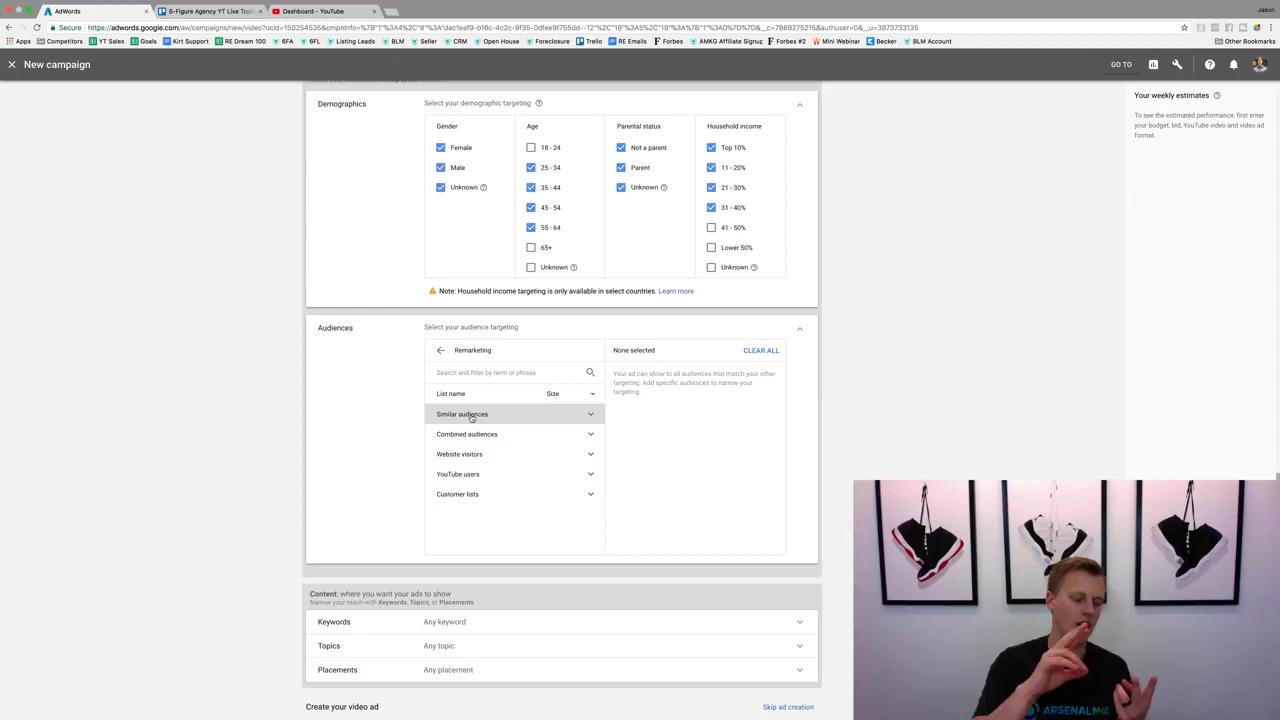 AdWords
6-Figure Agency YT Live Topi
Dashboard - YouTube
Jason
Secure
https://adwords.google.com/aw/campaigns/new/video?
Apps
Competitors
YT Sales
Goals
Kirt Support
RE Dream 100
6FA
6FL
Listing Leads
BLM
Seller
CRM
Open House
Foreclosure
Trello
RE Emails
Forbes
AMKG Affiliate Signup
Forbes #2
Mini Webinar
Becker
BLM Account
Other Bookmarks
New campaign
GO TO
Demographics
Select your demographic targeting
Gender
Age
Parental status
Household income
Female
18 - 24
Not a parent
Top 10%
Male
25 - 34
Parent
11 - 20%
Unknown
35 - 44
Unknown
21 - 30%
45 - 54
31 - 40%
55 - 64
41 - 50%
65+
Lower 50%
Unknown
Unknown
Note: Household income targeting is only available in select countries. Learn more
Your weekly estimates
To see the estimated performance, first enter
your budget, bid, YouTube video and video ad
format.
Audiences
Select your audience targeting
Remarketing
None selected
CLEAR ALL
Search and filter by term or phrase
Your ad can show to all audiences that match your other
targeting. Add specific audiences to narrow your
targeting.
List name
Size
Similar audiences
Combined audiences
Website visitors
YouTube users
Customer lists
Content: where you want your ads to show
Narrow your reach with Keywords, Topics, or Placements
Keywords
Any keyword
Topics
Any topic
Placements
Any placement
Create your video ad
Skip ad creation
ARSENAL